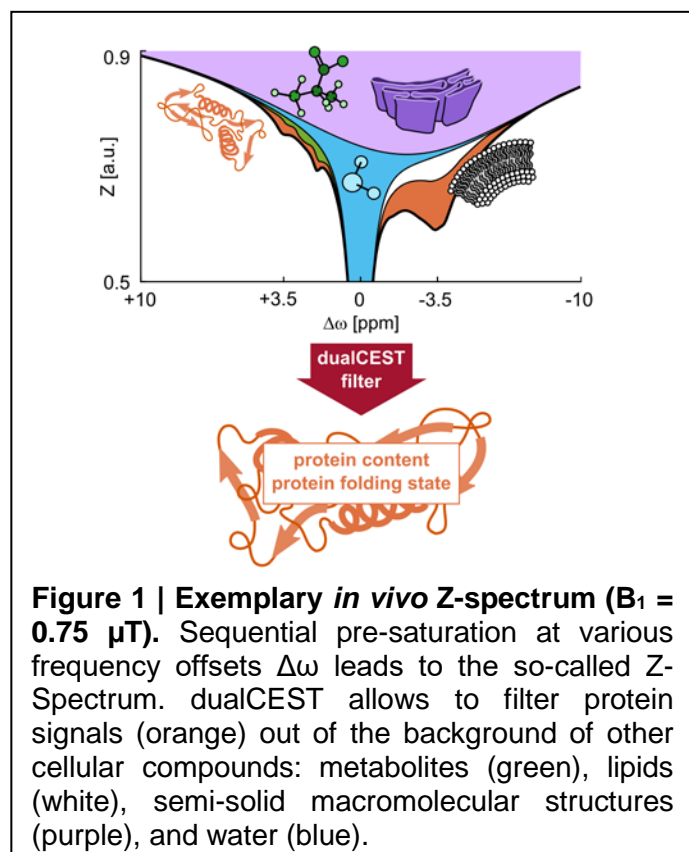 0.9
Z [a.u.]
0.5
+10 +3.5 0 -3.5 -10
Δω [ppm]
dualCEST
filter
protein content
protein folding state
Figure 1 | Exemplary in vivo Z-spectrum (B₁ =
0.75 µT). Sequential pre-saturation at various
frequency offsets Δω leads to the so-called Z-
Spectrum. dualCEST allows to filter protein
signals (orange) out of the background of other
cellular compounds: metabolites (green), lipids
(white), semi-solid macromolecular structures
(purple), and water (blue).